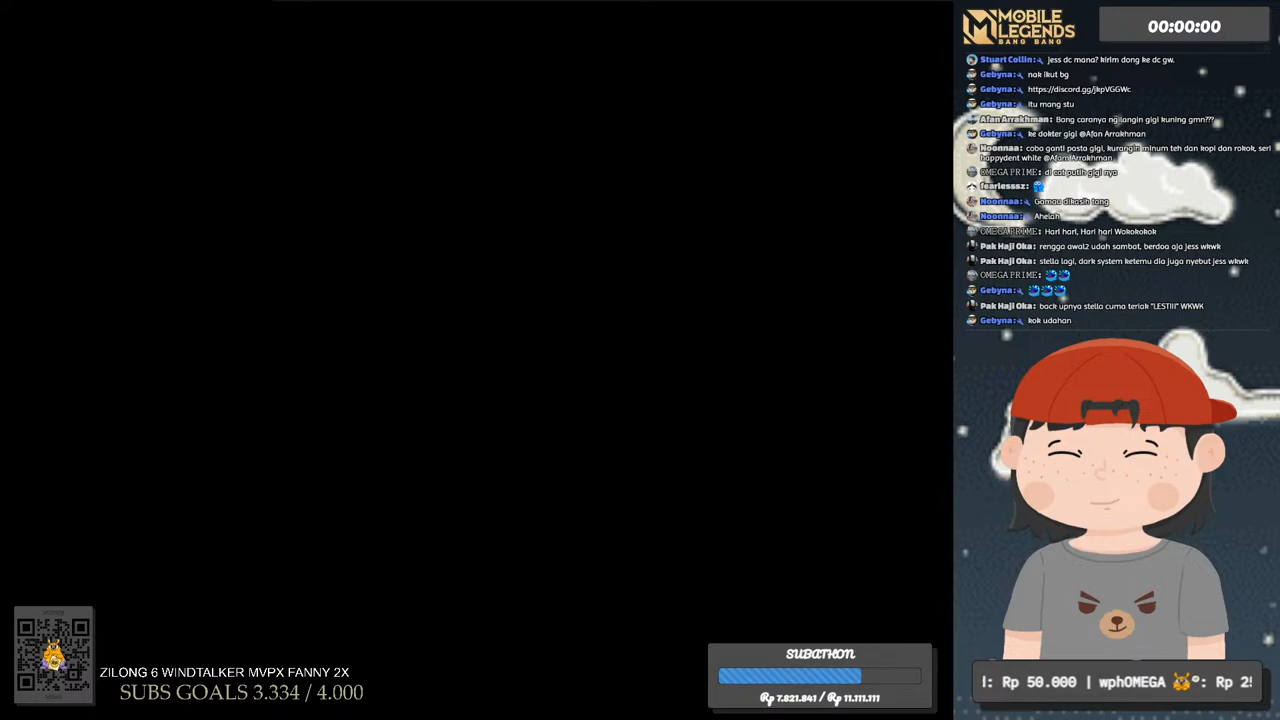 MOBILE
LEGENDS
BANG BANG
00:00:00
Stuart Collin: jess dc mana? kirim dong ke dc gw.
Gebyna: nak ikut bg
Gebyna: https://discord.gg/jkpVGGWc
Gebyna: itu mang stu
Afan Arrakhman: Bang caranya ng langin gigi kuning gmn???
Gebyna: ke dokter gigi @Afan Arrakhman
Noonnaa: coba ganti pasta gigi, kurangin minum teh dan kopi dan rokok, seri
happydent white @Afam Arrakhman
OMEGA PRIME: di cat putih gigi nya
fearlesssz:
Noonnaa: Gamau dikasih tang
Noonnaa: Ahelah
OMEGA PRIME: Hari hari, Hari hari Wokokokok
Pak Haji Oka: rengga awal2 udah sambat, berdoa aja jess wkwk
Pak Haji Oka: stella lagi, dark system ketemu dia juga nyebut jess wkwk
OMEGA PRIME:
Gebyna:
Pak Haji Oka: back upnya stella cuma teriak "LESTIII" WKWK
Gebyna: kok udahan
ZILONG 6 WINDTALKER MVPX FANNY 2X
SUBS GOALS 3.334 / 4.000
SUBATHON
Rp 7.821.841 / Rp 11.111.111
l: Rp 50.000 | wphOMEGA : Rp 25